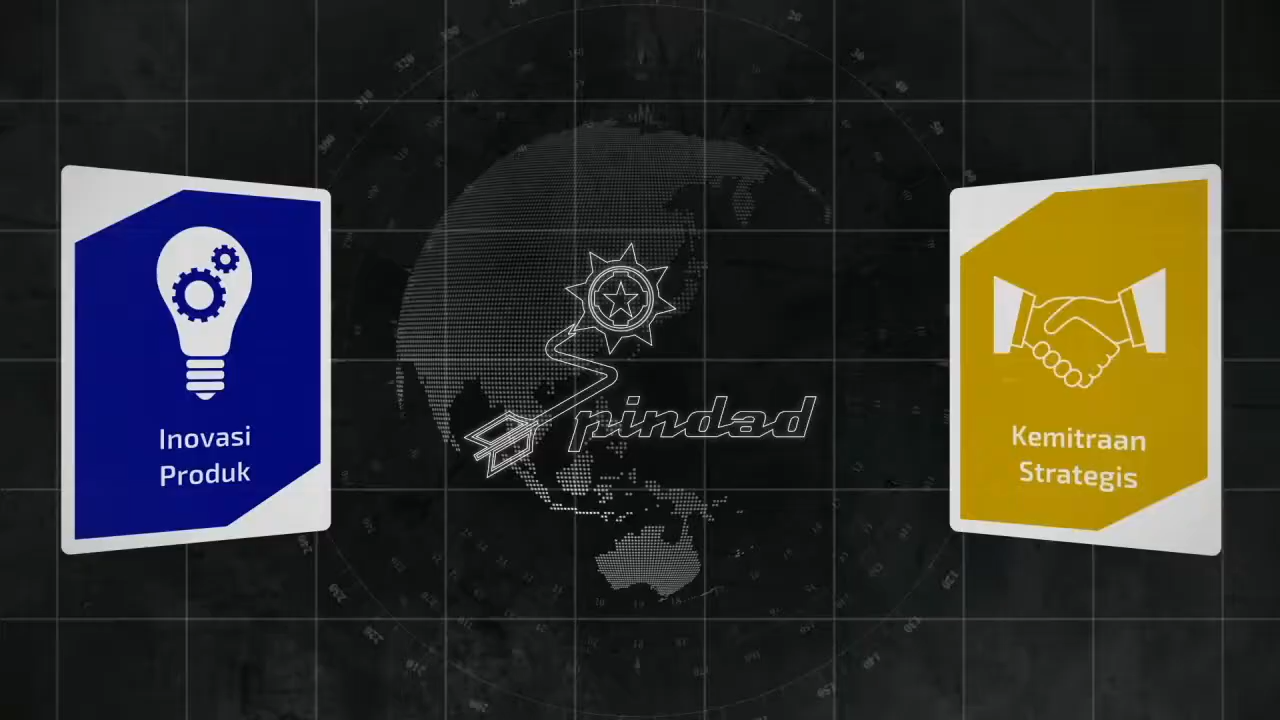 Inovasi
Produk
pindad
Kemitraan
Strategis